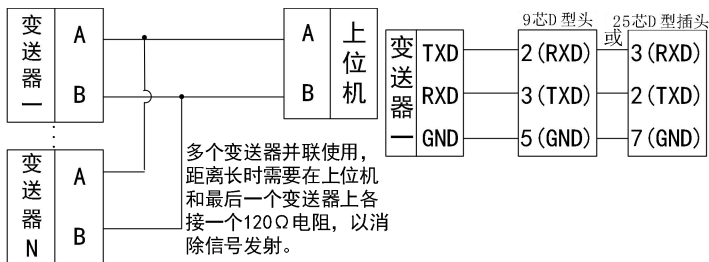 变送器一
A
B
变送器N
A
B
A
B
上位机
多个变送器并联使用，
距离长时需要在上位机
和最后一个变送器上各
接一个120Ω电阻，以消
除信号发射。
变送器一
TXD
RXD
GND
9芯D型头
2(RXD)
3(TXD)
5(GND)
或
25芯D型插头
3(RXD)
2(TXD)
7(GND)